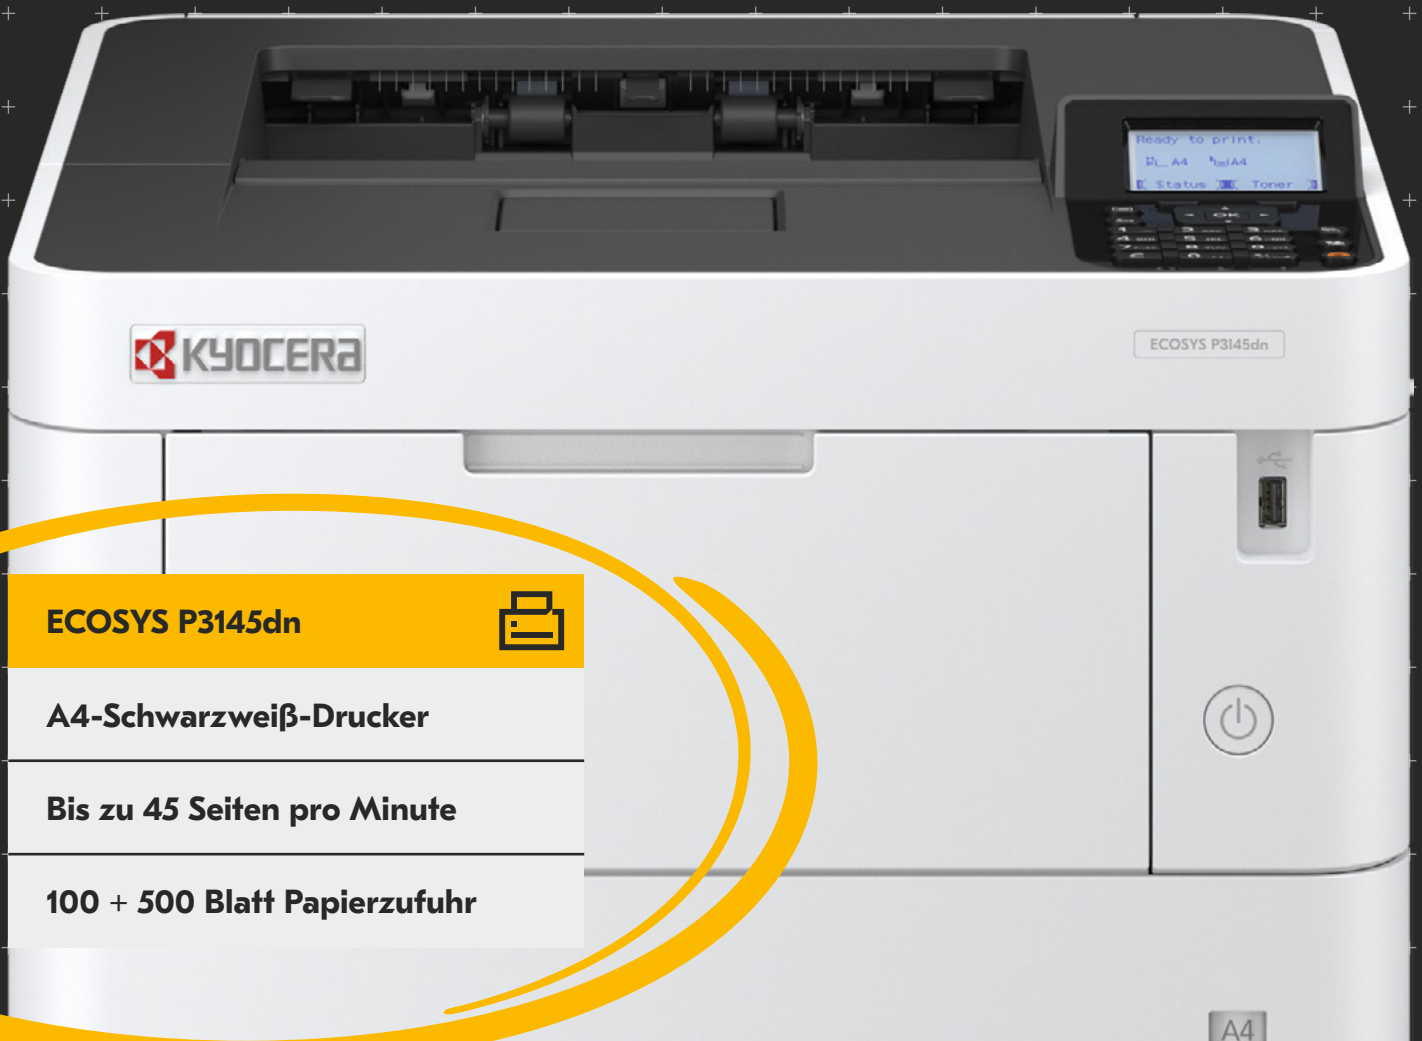 Ready to print.
A4 A4
Status Toner
OK
KYOCERA
ECOSYS P3145dn
ECOSYS P3145dn
A4-Schwarzweiß-Drucker
Bis zu 45 Seiten pro Minute
100 + 500 Blatt Papierzufuhr
A4